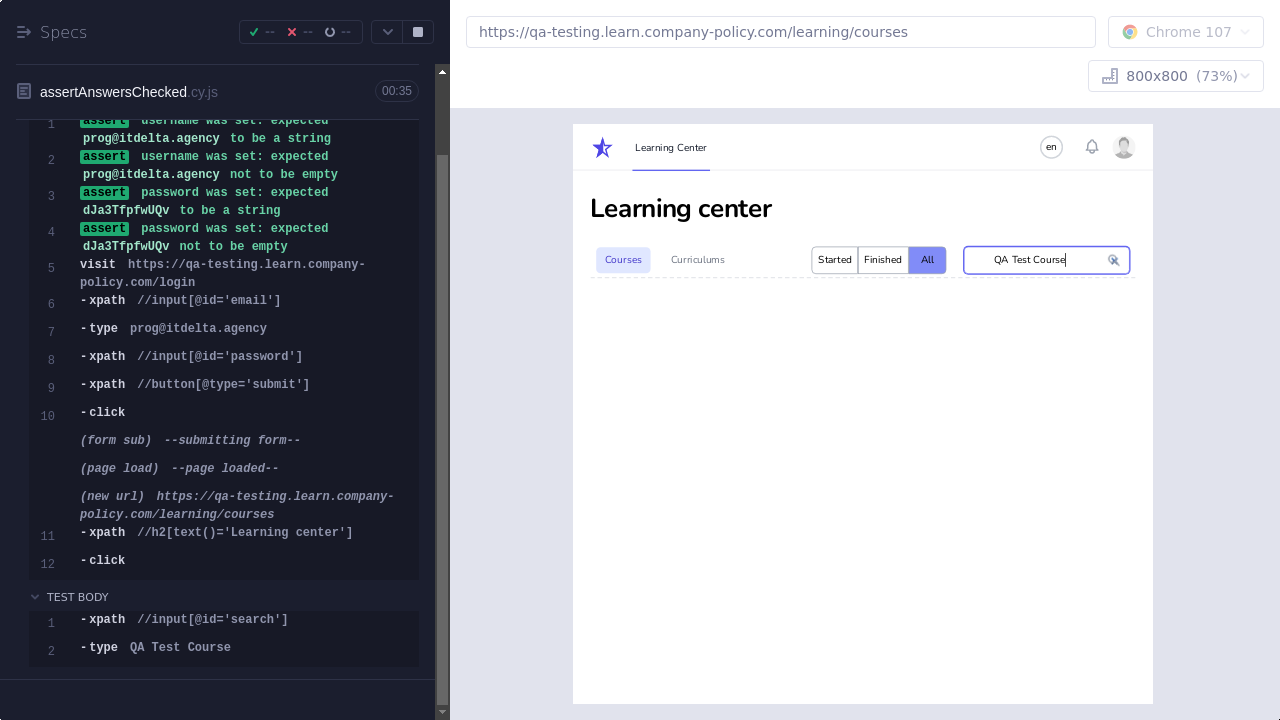 Specs
--
--
--
https://qa-testing.learn.company-policy.com/learning/courses
Chrome 107
800x800 (73%)
assertAnswersChecked.cy.js
00:35
1 assert username was set: expected
prog@itdelta.agency to be a string
2 assert username was set: expected
prog@itdelta.agency not to be empty
3 assert password was set: expected
dJa3TfpfwUQv to be a string
4 assert password was set: expected
dJa3TfpfwUQv not to be empty
5 visit https://qa-testing.learn.company-
policy.com/login
6 -xpath //input[@id='email']
7 -type prog@itdelta.agency
8 -xpath //input[@id='password']
9 -xpath //button[@type='submit']
10 -click
(form sub) --submitting form--
(page load) --page loaded--
(new url) https://qa-testing.learn.company-
policy.com/learning/courses
11 -xpath //h2[text()='Learning center']
12 -click
TEST BODY
1 -xpath //input[@id='search']
2 -type QA Test Course
Learning Center
en
Learning center
Courses
Curriculums
Started
Finished
All
QA Test Course